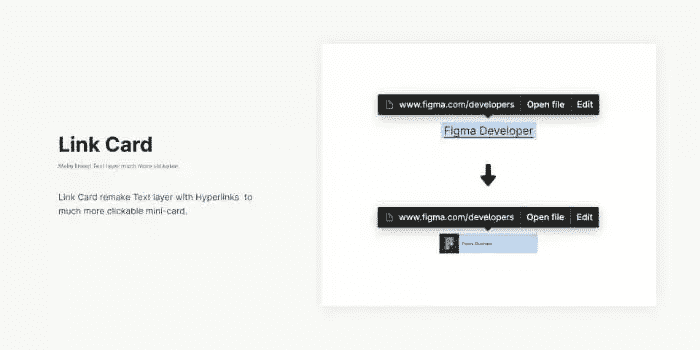 Link Card
Make linked Text layer much more clickable.
Link Card remake Text layer with Hyperlinks to
much more clickable mini-card.
www.figma.com/developers Open file Edit
Figma Developer
www.figma.com/developers Open file Edit
Figma Developer